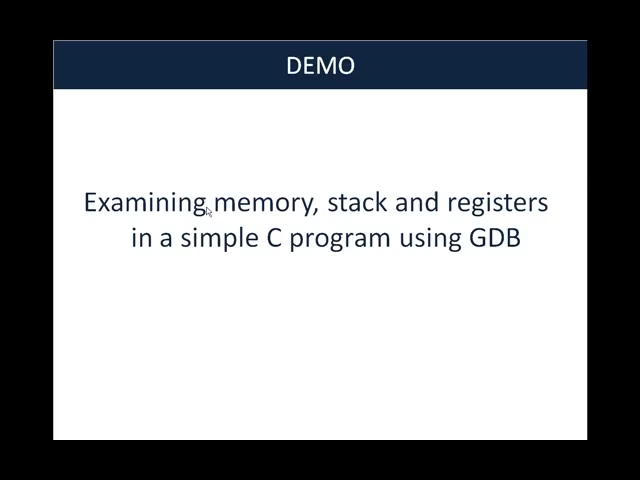 DEMO
Examining memory, stack and registers
in a simple C program using GDB